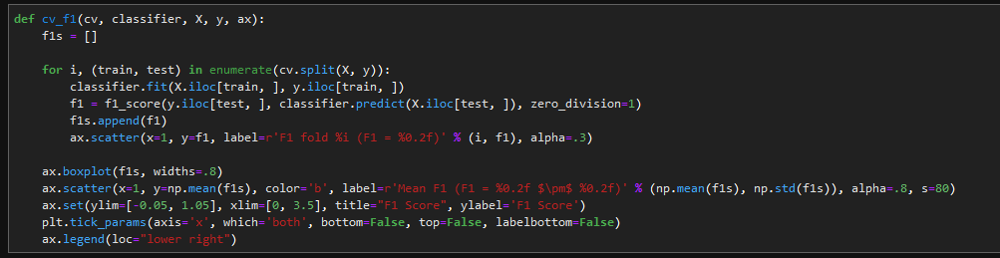 def cv_f1(cv, classifier, X, y, ax):
    f1s = []

    for i, (train, test) in enumerate(cv.split(X, y)):
        classifier.fit(X.iloc[train, ], y.iloc[train, ])
        f1 = f1_score(y.iloc[test, ], classifier.predict(X.iloc[test, ]), zero_division=1)
        f1s.append(f1)
        ax.scatter(x=1, y=f1, label=r'F1 fold %i (F1 = %0.2f)' % (i, f1), alpha=.3)

    ax.boxplot(f1s, widths=.8)
    ax.scatter(x=1, y=np.mean(f1s), color='b', label=r'Mean F1 (F1 = %0.2f $\pm$ %0.2f)' % (np.mean(f1s), np.std(f1s)), alpha=.8, s=80)
    ax.set(ylim=[-0.05, 1.05], xlim=[0, 3.5], title="F1 Score", ylabel='F1 Score')
    plt.tick_params(axis='x', which='both', bottom=False, top=False, labelbottom=False)
    ax.legend(loc="lower right")